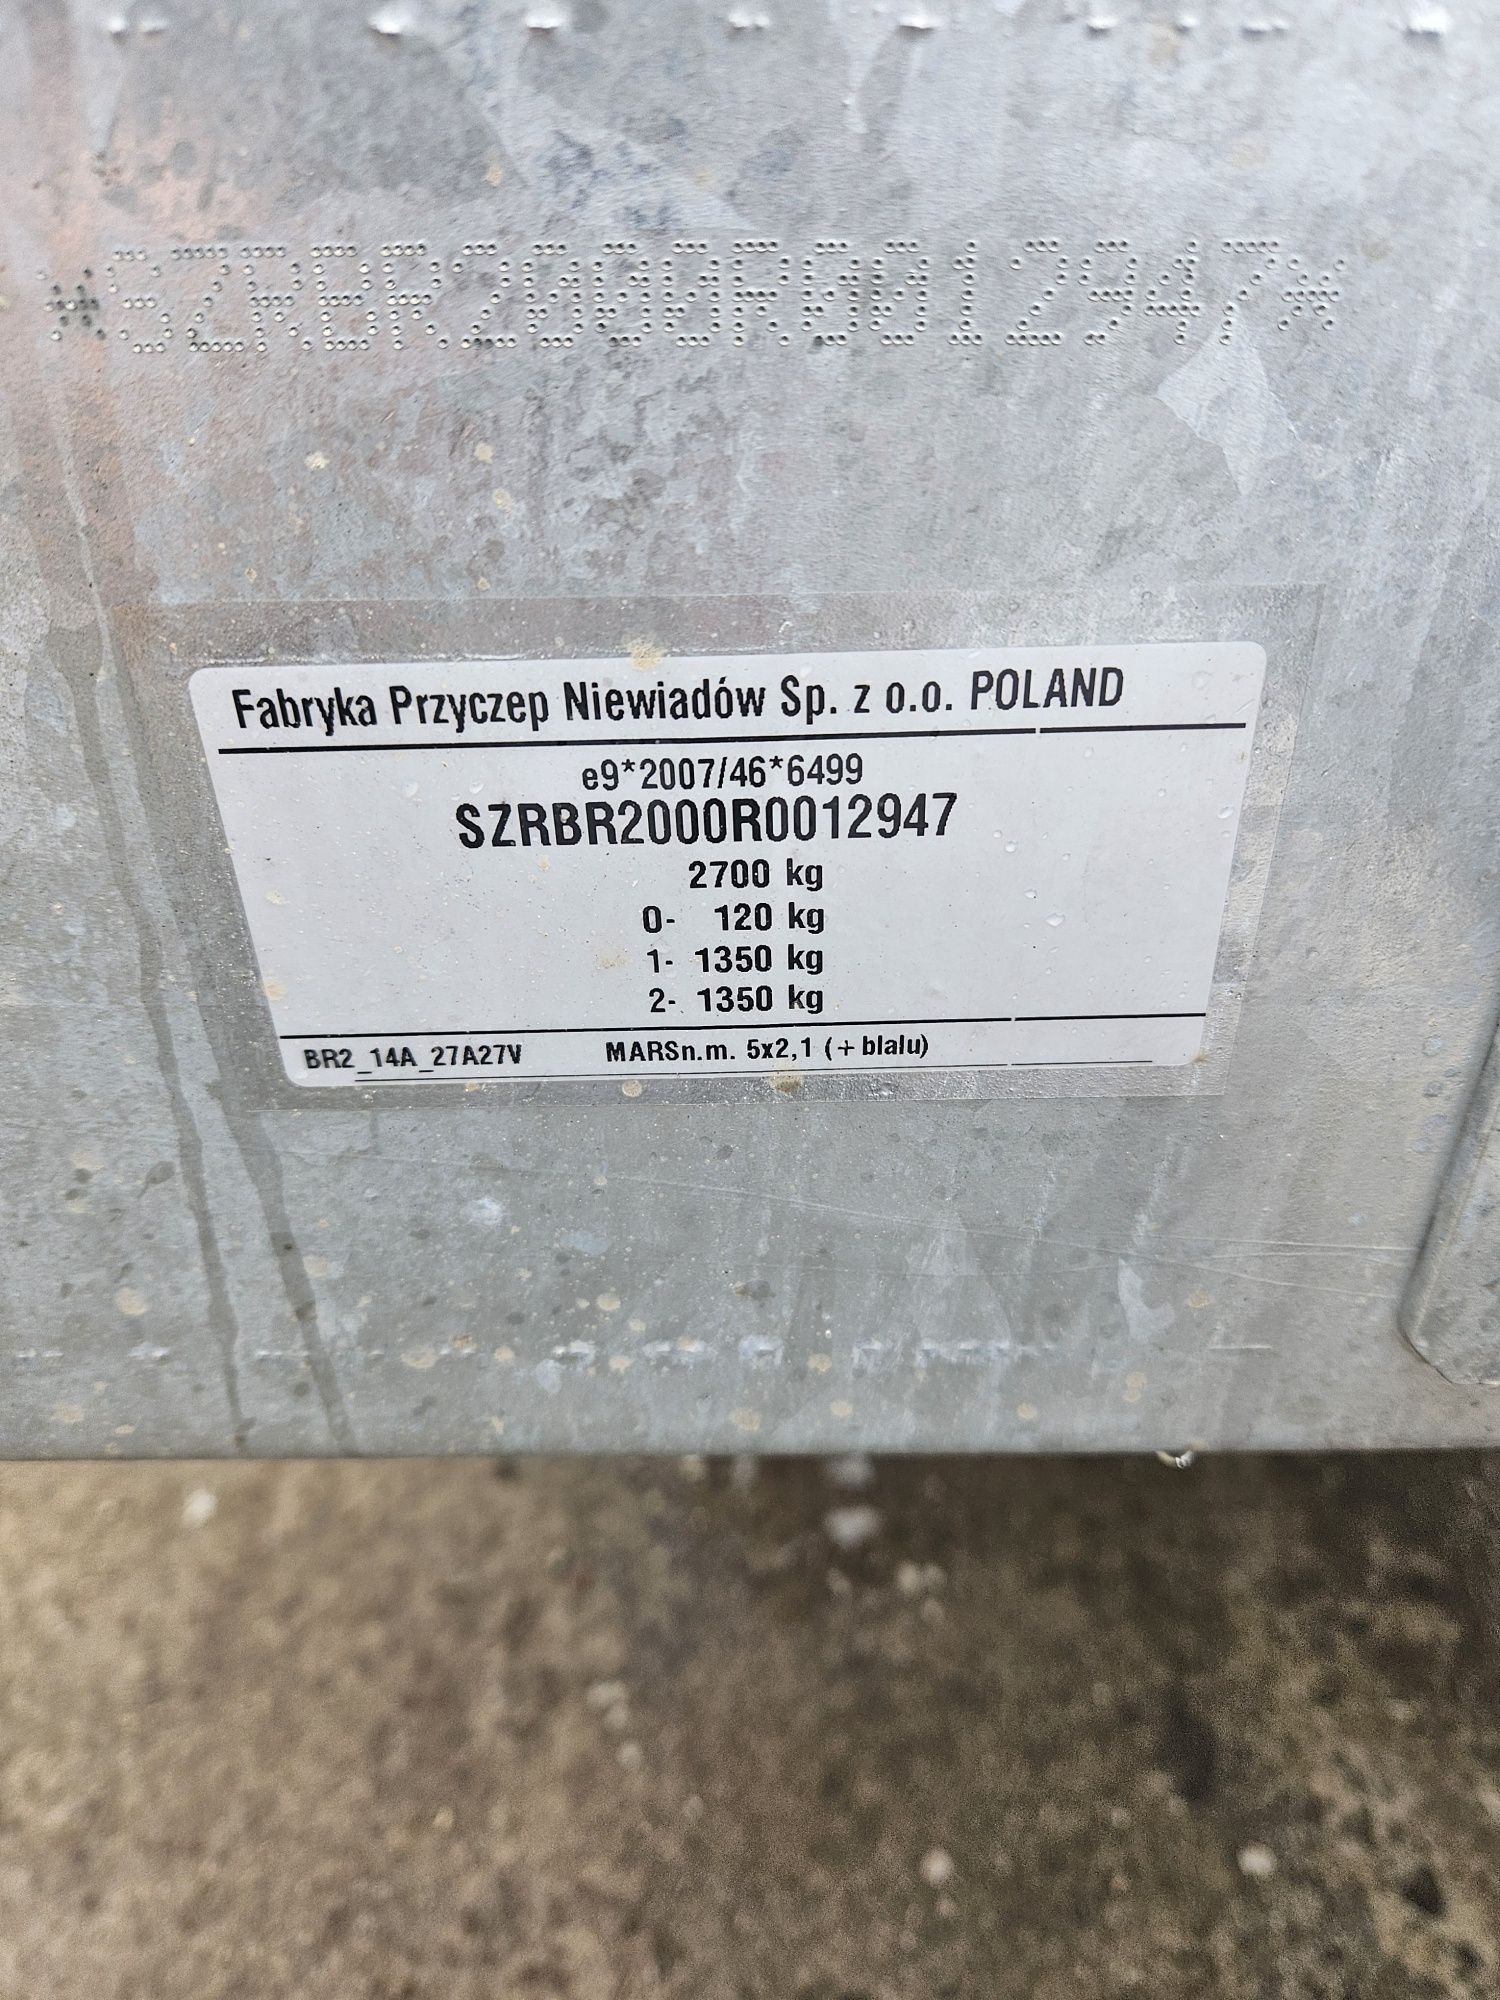 *SZRBR2000R0012947*
Fabryka Przyczep Niewiadów Sp. z o.o. POLAND
e9*2007/46*6499
SZRBR2000R0012947
2700 kg
0- 120 kg
1- 1350 kg
2- 1350 kg
BR2_14A_27A27V MARSn.m. 5x2,1 (+blalu)